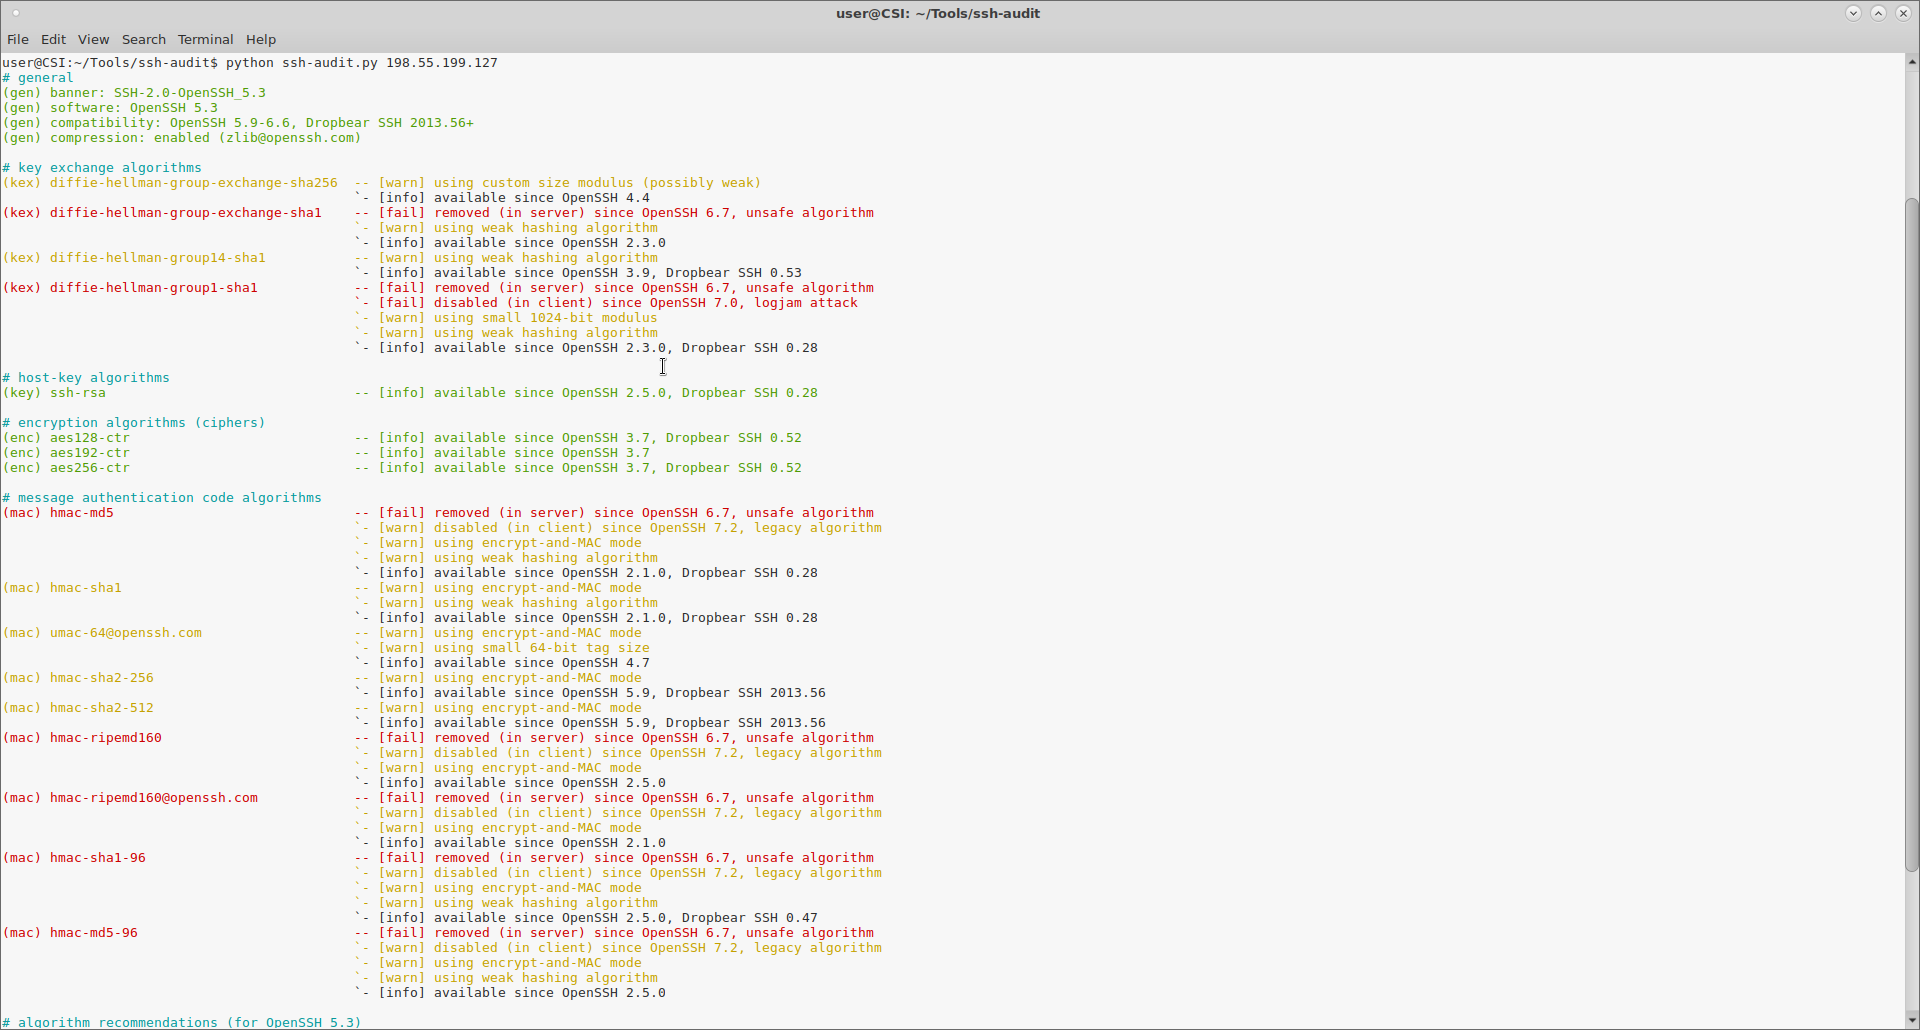 user@CSI: ~/Tools/ssh-audit
File Edit View Search Terminal Help
user@CSI:~/Tools/ssh-audit$ python ssh-audit.py 198.55.199.127
# general
(gen) banner: SSH-2.0-OpenSSH_5.3
(gen) software: OpenSSH 5.3
(gen) compatibility: OpenSSH 5.9-6.6, Dropbear SSH 2013.56+
(gen) compression: enabled (zlib@openssh.com)
# key exchange algorithms
(kex) diffie-hellman-group-exchange-sha256  -- [warn] using custom size modulus (possibly weak)
`- [info] available since OpenSSH 4.4
(kex) diffie-hellman-group-exchange-sha1    -- [fail] removed (in server) since OpenSSH 6.7, unsafe algorithm
`- [warn] using weak hashing algorithm
`- [info] available since OpenSSH 2.3.0
(kex) diffie-hellman-group14-sha1           -- [warn] using weak hashing algorithm
`- [info] available since OpenSSH 3.9, Dropbear SSH 0.53
(kex) diffie-hellman-group1-sha1            -- [fail] removed (in server) since OpenSSH 6.7, unsafe algorithm
`- [fail] disabled (in client) since OpenSSH 7.0, logjam attack
`- [warn] using small 1024-bit modulus
`- [warn] using weak hashing algorithm
`- [info] available since OpenSSH 2.3.0, Dropbear SSH 0.28
# host-key algorithms
(key) ssh-rsa                               -- [info] available since OpenSSH 2.5.0, Dropbear SSH 0.28
# encryption algorithms (ciphers)
(enc) aes128-ctr                            -- [info] available since OpenSSH 3.7, Dropbear SSH 0.52
(enc) aes192-ctr                            -- [info] available since OpenSSH 3.7
(enc) aes256-ctr                            -- [info] available since OpenSSH 3.7, Dropbear SSH 0.52
# message authentication code algorithms
(mac) hmac-md5                              -- [fail] removed (in server) since OpenSSH 6.7, unsafe algorithm
`- [warn] disabled (in client) since OpenSSH 7.2, legacy algorithm
`- [warn] using encrypt-and-MAC mode
`- [warn] using weak hashing algorithm
`- [info] available since OpenSSH 2.1.0, Dropbear SSH 0.28
(mac) hmac-sha1                             -- [warn] using encrypt-and-MAC mode
`- [warn] using weak hashing algorithm
`- [info] available since OpenSSH 2.1.0, Dropbear SSH 0.28
(mac) umac-64@openssh.com                   -- [warn] using encrypt-and-MAC mode
`- [warn] using small 64-bit tag size
`- [info] available since OpenSSH 4.7
(mac) hmac-sha2-256                         -- [warn] using encrypt-and-MAC mode
`- [info] available since OpenSSH 5.9, Dropbear SSH 2013.56
(mac) hmac-sha2-512                         -- [warn] using encrypt-and-MAC mode
`- [info] available since OpenSSH 5.9, Dropbear SSH 2013.56
(mac) hmac-ripemd160                        -- [fail] removed (in server) since OpenSSH 6.7, unsafe algorithm
`- [warn] disabled (in client) since OpenSSH 7.2, legacy algorithm
`- [warn] using encrypt-and-MAC mode
`- [info] available since OpenSSH 2.5.0
(mac) hmac-ripemd160@openssh.com            -- [fail] removed (in server) since OpenSSH 6.7, unsafe algorithm
`- [warn] disabled (in client) since OpenSSH 7.2, legacy algorithm
`- [warn] using encrypt-and-MAC mode
`- [info] available since OpenSSH 2.1.0
(mac) hmac-sha1-96                          -- [fail] removed (in server) since OpenSSH 6.7, unsafe algorithm
`- [warn] disabled (in client) since OpenSSH 7.2, legacy algorithm
`- [warn] using encrypt-and-MAC mode
`- [warn] using weak hashing algorithm
`- [info] available since OpenSSH 2.5.0, Dropbear SSH 0.47
(mac) hmac-md5-96                           -- [fail] removed (in server) since OpenSSH 6.7, unsafe algorithm
`- [warn] disabled (in client) since OpenSSH 7.2, legacy algorithm
`- [warn] using encrypt-and-MAC mode
`- [warn] using weak hashing algorithm
`- [info] available since OpenSSH 2.5.0
# algorithm recommendations (for OpenSSH 5.3)